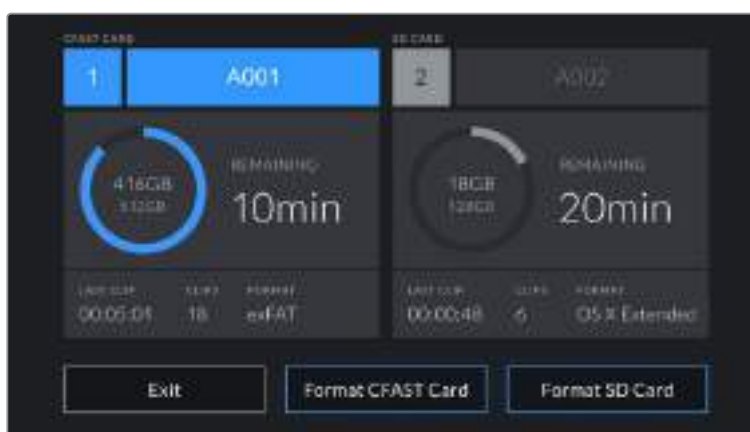 CFAST CARD
1 A001
416GB
512GB
REMAINING
10min
LAST CLIP CLIPS FORMAT
00:05:01 18 exFAT
SD CARD
2 A002
18GB
128GB
REMAINING
20min
LAST CLIP CLIPS FORMAT
00:00:48 6 OS X Extended
Exit Format CFAST Card Format SD Card